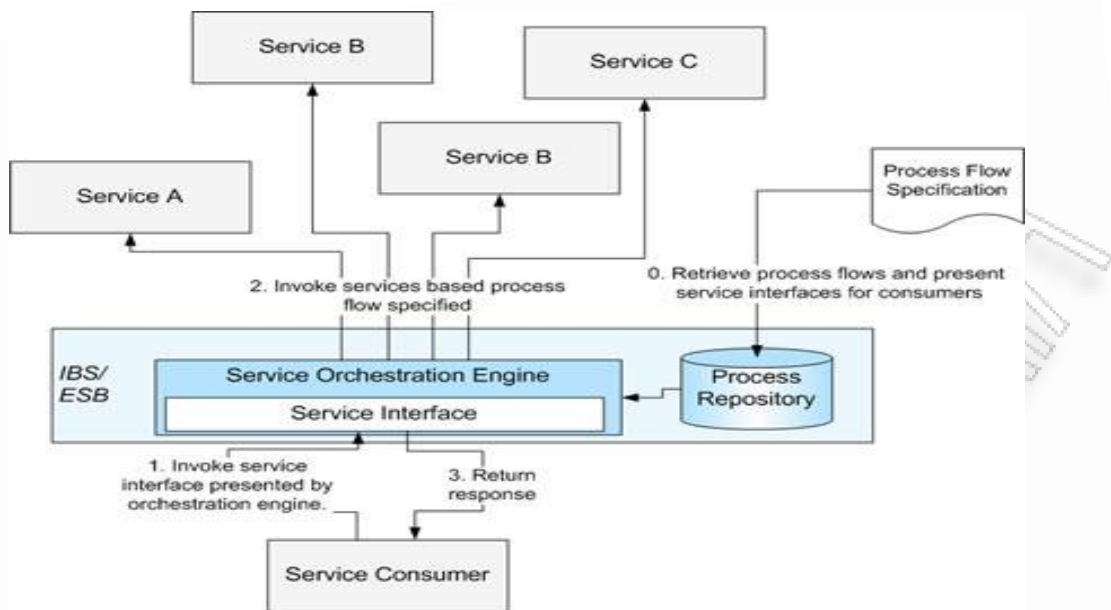 Service B
Service C
Service B
Service A
Process Flow
Specification
2. Invoke services based process
flow specified
0. Retrieve process flows and present
service interfaces for consumers
IBS/
ESB
Service Orchestration Engine
Service Interface
Process
Repository
1. Invoke service
interface presented by
orchestration engine.
3. Return
response
Service Consumer